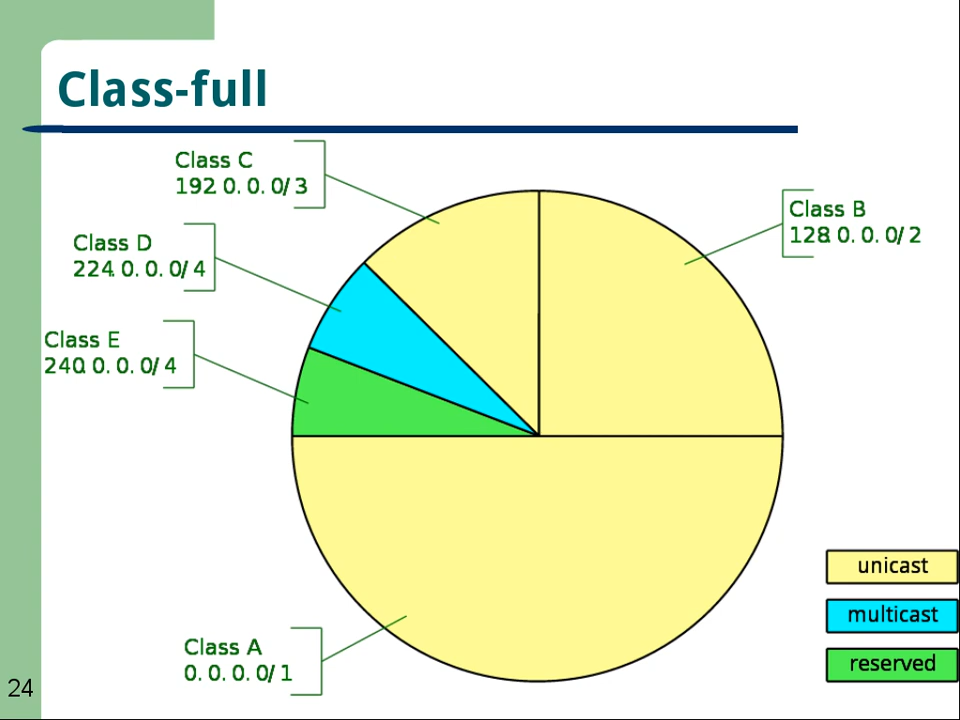 Class-full
Class C
192.0.0.0/3
Class B
128.0.0.0/2
Class D
224.0.0.0/4
Class E
240.0.0.0/4
unicast
multicast
Class A
0.0.0.0/1
reserved
24